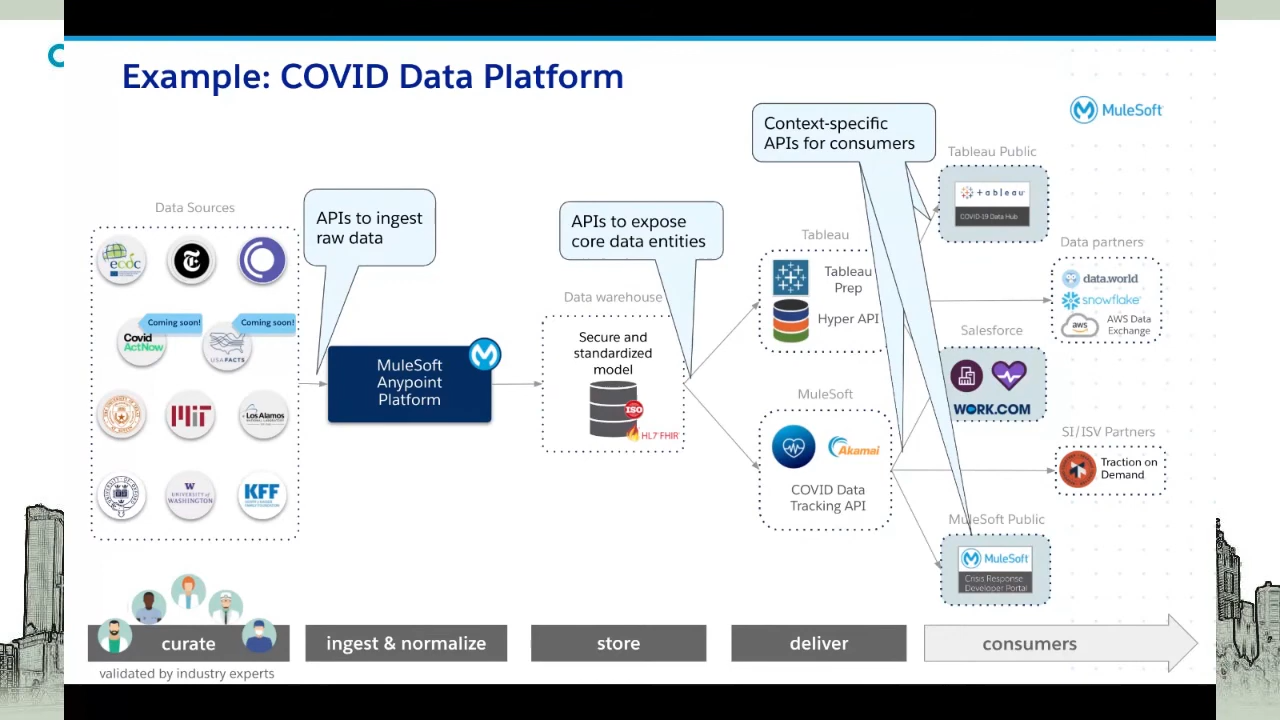 Example: COVID Data Platform
MuleSoft
Context-specific
APIs for consumers
Tableau Public
+ a b l e a u
COVID-19 Data Hub
Data Sources
ecdc
T
APIs to ingest
raw data
APIs to expose
core data entities
Tableau
Tableau
Prep
Hyper API
Data partners
data.world
snowflake
aws
AWS Data
Exchange
Coming soon!
Coming soon!
Covid
ActNow
USAFACTS
Data warehouse
Secure and
standardized
model
ISO
HL7 FHIR
MuleSoft
Anypoint
Platform
Salesforce
WORK.COM
MIT
Los Alamos
MuleSoft
Akamai
COVID Data
Tracking API
SI/ISV Partners
Traction on
Demand
W
UNIVERSITY of
WASHINGTON
KFF
MuleSoft Public
MuleSoft
Crisis Response
Developer Portal
curate
ingest & normalize
store
deliver
consumers
validated by industry experts